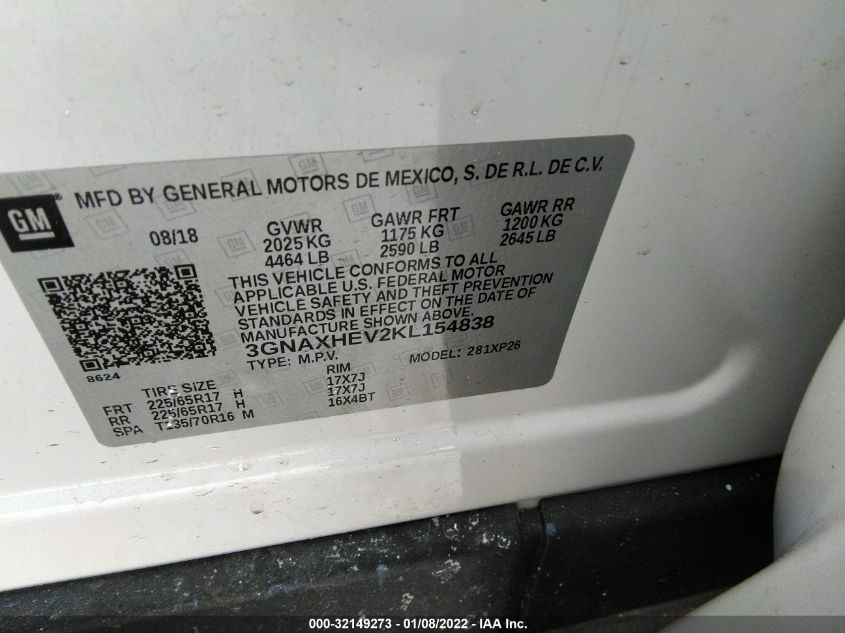 GM
MFD BY GENERAL MOTORS DE MEXICO, S. DE R.L. DE C.V.
08/18 GVWR GAWR FRT GAWR RR
2025 KG 1175 KG 1200 KG
4464 LB 2590 LB 2645 LB
THIS VEHICLE CONFORMS TO ALL
APPLICABLE U.S. FEDERAL MOTOR
VEHICLE SAFETY AND THEFT PREVENTION
STANDARDS IN EFFECT ON THE DATE OF
MANUFACTURE SHOWN ABOVE.
3GNAXHEV2KL154838
8624 TYPE: M.P.V. MODEL: 281XP26
TIRE SIZE RIM
FRT 225/65R17 H 17X7J
RR 225/65R17 H 17X7J
SPA T135/70R16 M 16X4BT
000-32149273 - 01/08/2022 - IAA Inc.